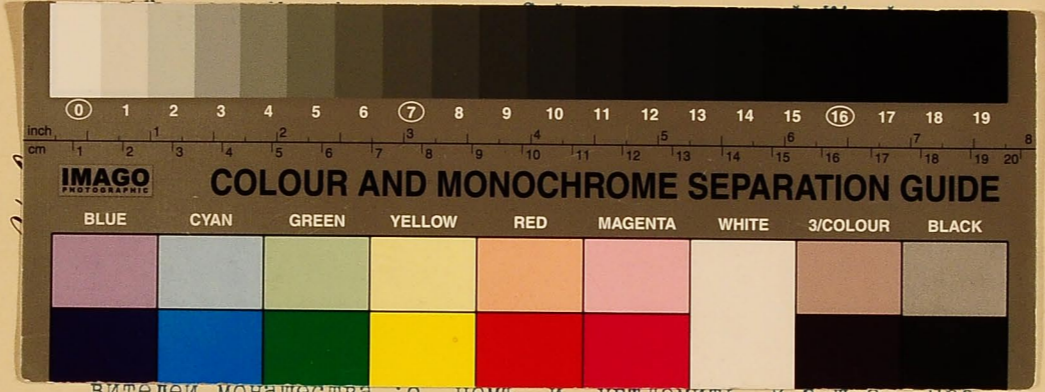 0 1 2 3 4 5 6 7 8 9 10 11 12 13 14 15 16 17 18 19
inch 1 2 3 4 5 6 7 8
cm 1 2 3 4 5 6 7 8 9 10 11 12 13 14 15 16 17 18 19 20
IMAGO
PHOTOGRAPHIC
COLOUR AND MONOCHROME SEPARATION GUIDE
BLUE CYAN GREEN YELLOW RED MAGENTA WHITE 3/COLOUR BLACK
вителей монашества